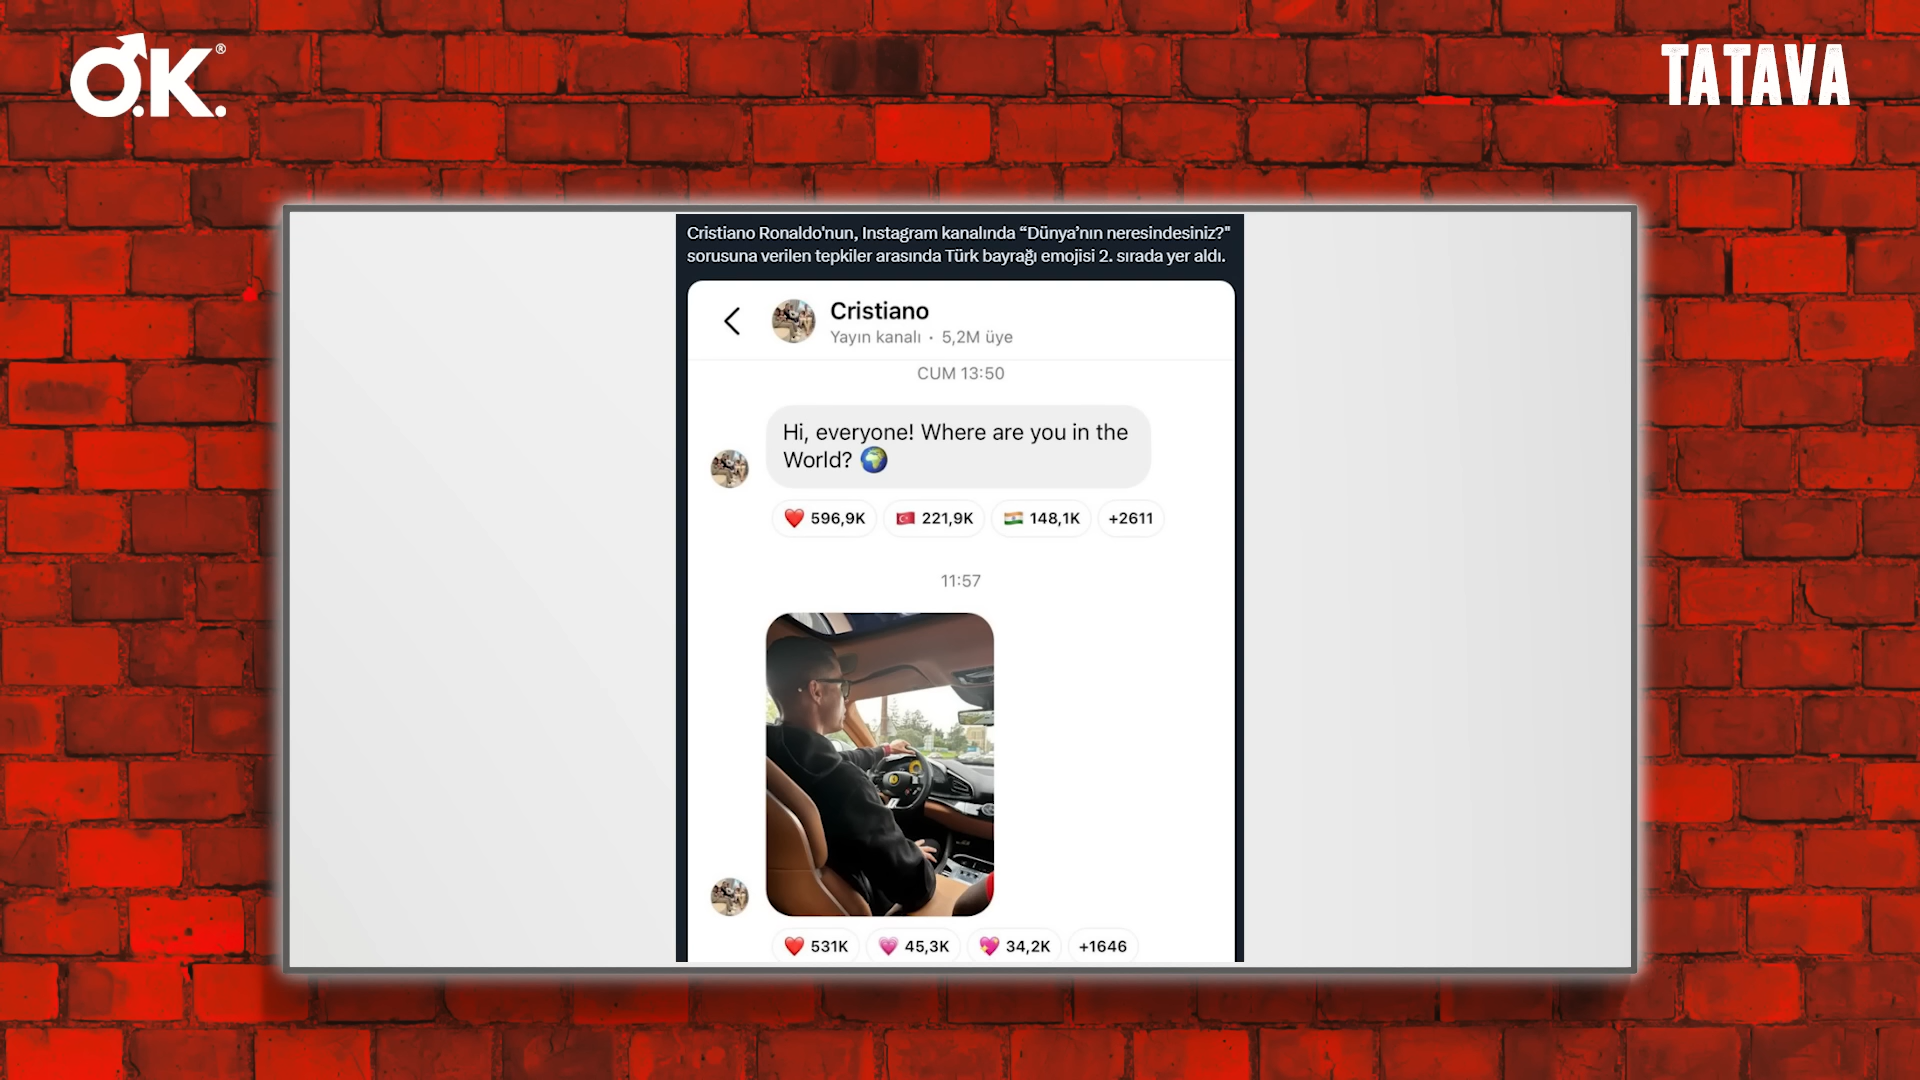 O.K.®
TATAVA
Cristiano Ronaldo'nun, Instagram kanalında “Dünya’nın neresindesiniz?"
sorusuna verilen tepkiler arasında Türk bayrağı emojisi 2. sırada yer aldı.
Cristiano
Yayın kanalı · 5,2M üye
CUM 13:50
Hi, everyone! Where are you in the
World? 🌍
❤️ 596,9K 🇹🇷 221,9K 🇮🇳 148,1K +2611
11:57
❤️ 531K 💗 45,3K 💖 34,2K +1646